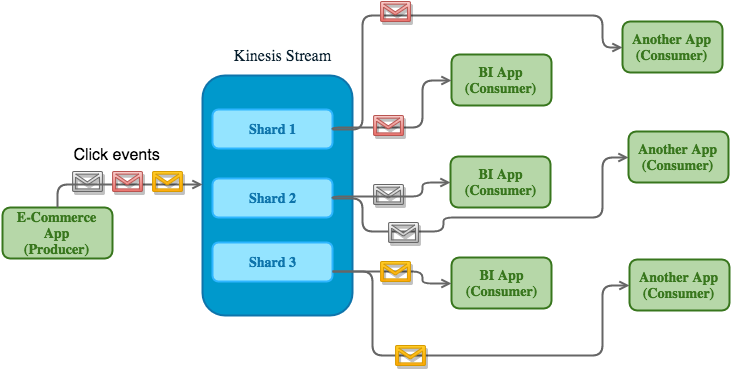 Kinesis Stream
Click events
E-Commerce
App
(Producer)
Shard 1
Shard 2
Shard 3
BI App
(Consumer)
Another App
(Consumer)
BI App
(Consumer)
Another App
(Consumer)
BI App
(Consumer)
Another App
(Consumer)